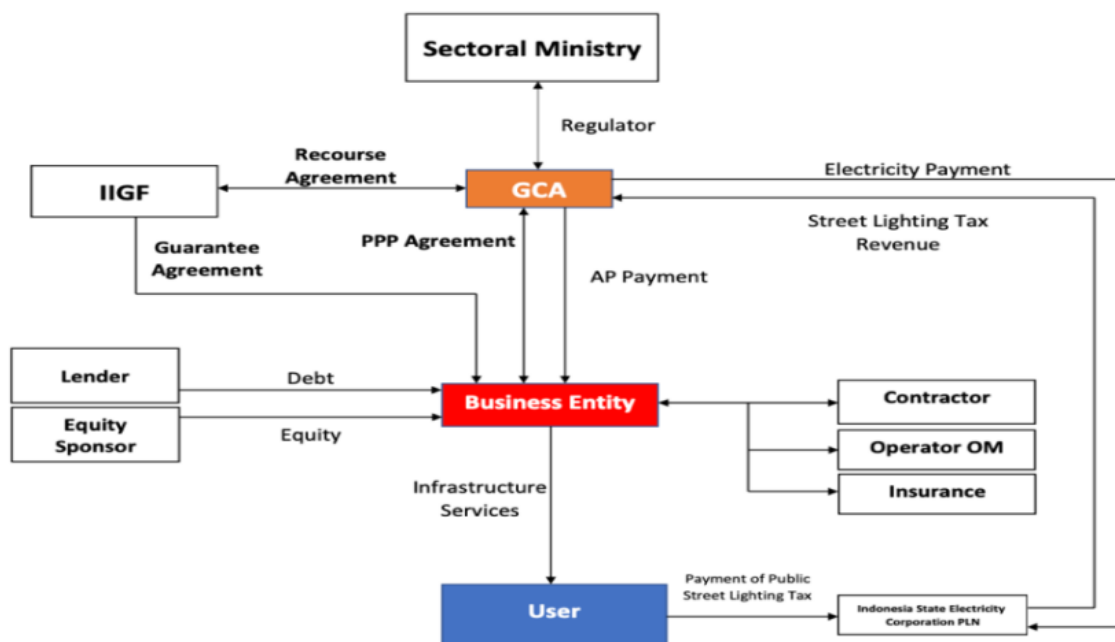 Sectoral Ministry
Regulator
Recourse
Agreement
Electricity Payment
IIGF
GCA
Street Lighting Tax
Revenue
Guarantee
Agreement
PPP Agreement
AP Payment
Lender
Debt
Business Entity
Contractor
Equity
Sponsor
Equity
Operator OM
Insurance
Infrastructure
Services
User
Payment of Public
Street Lighting Tax
Indonesia State Electricity
Corporation PLN